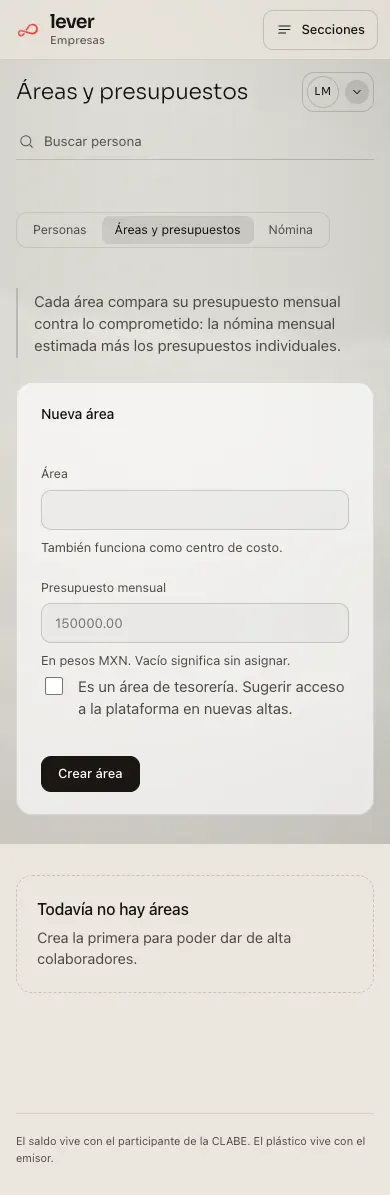 lever
Empresas
Secciones
Áreas y presupuestos
LM
Buscar persona
Personas
Áreas y presupuestos
Nómina
Cada área compara su presupuesto mensual
contra lo comprometido: la nómina mensual
estimada más los presupuestos individuales.
Nueva área
Área
También funciona como centro de costo.
Presupuesto mensual
150000.00
En pesos MXN. Vacío significa sin asignar.
Es un área de tesorería. Sugerir acceso
a la plataforma en nuevas altas.
Crear área
Todavía no hay áreas
Crea la primera para poder dar de alta
colaboradores.
El saldo vive con el participante de la CLABE. El plástico vive con el
emisor.